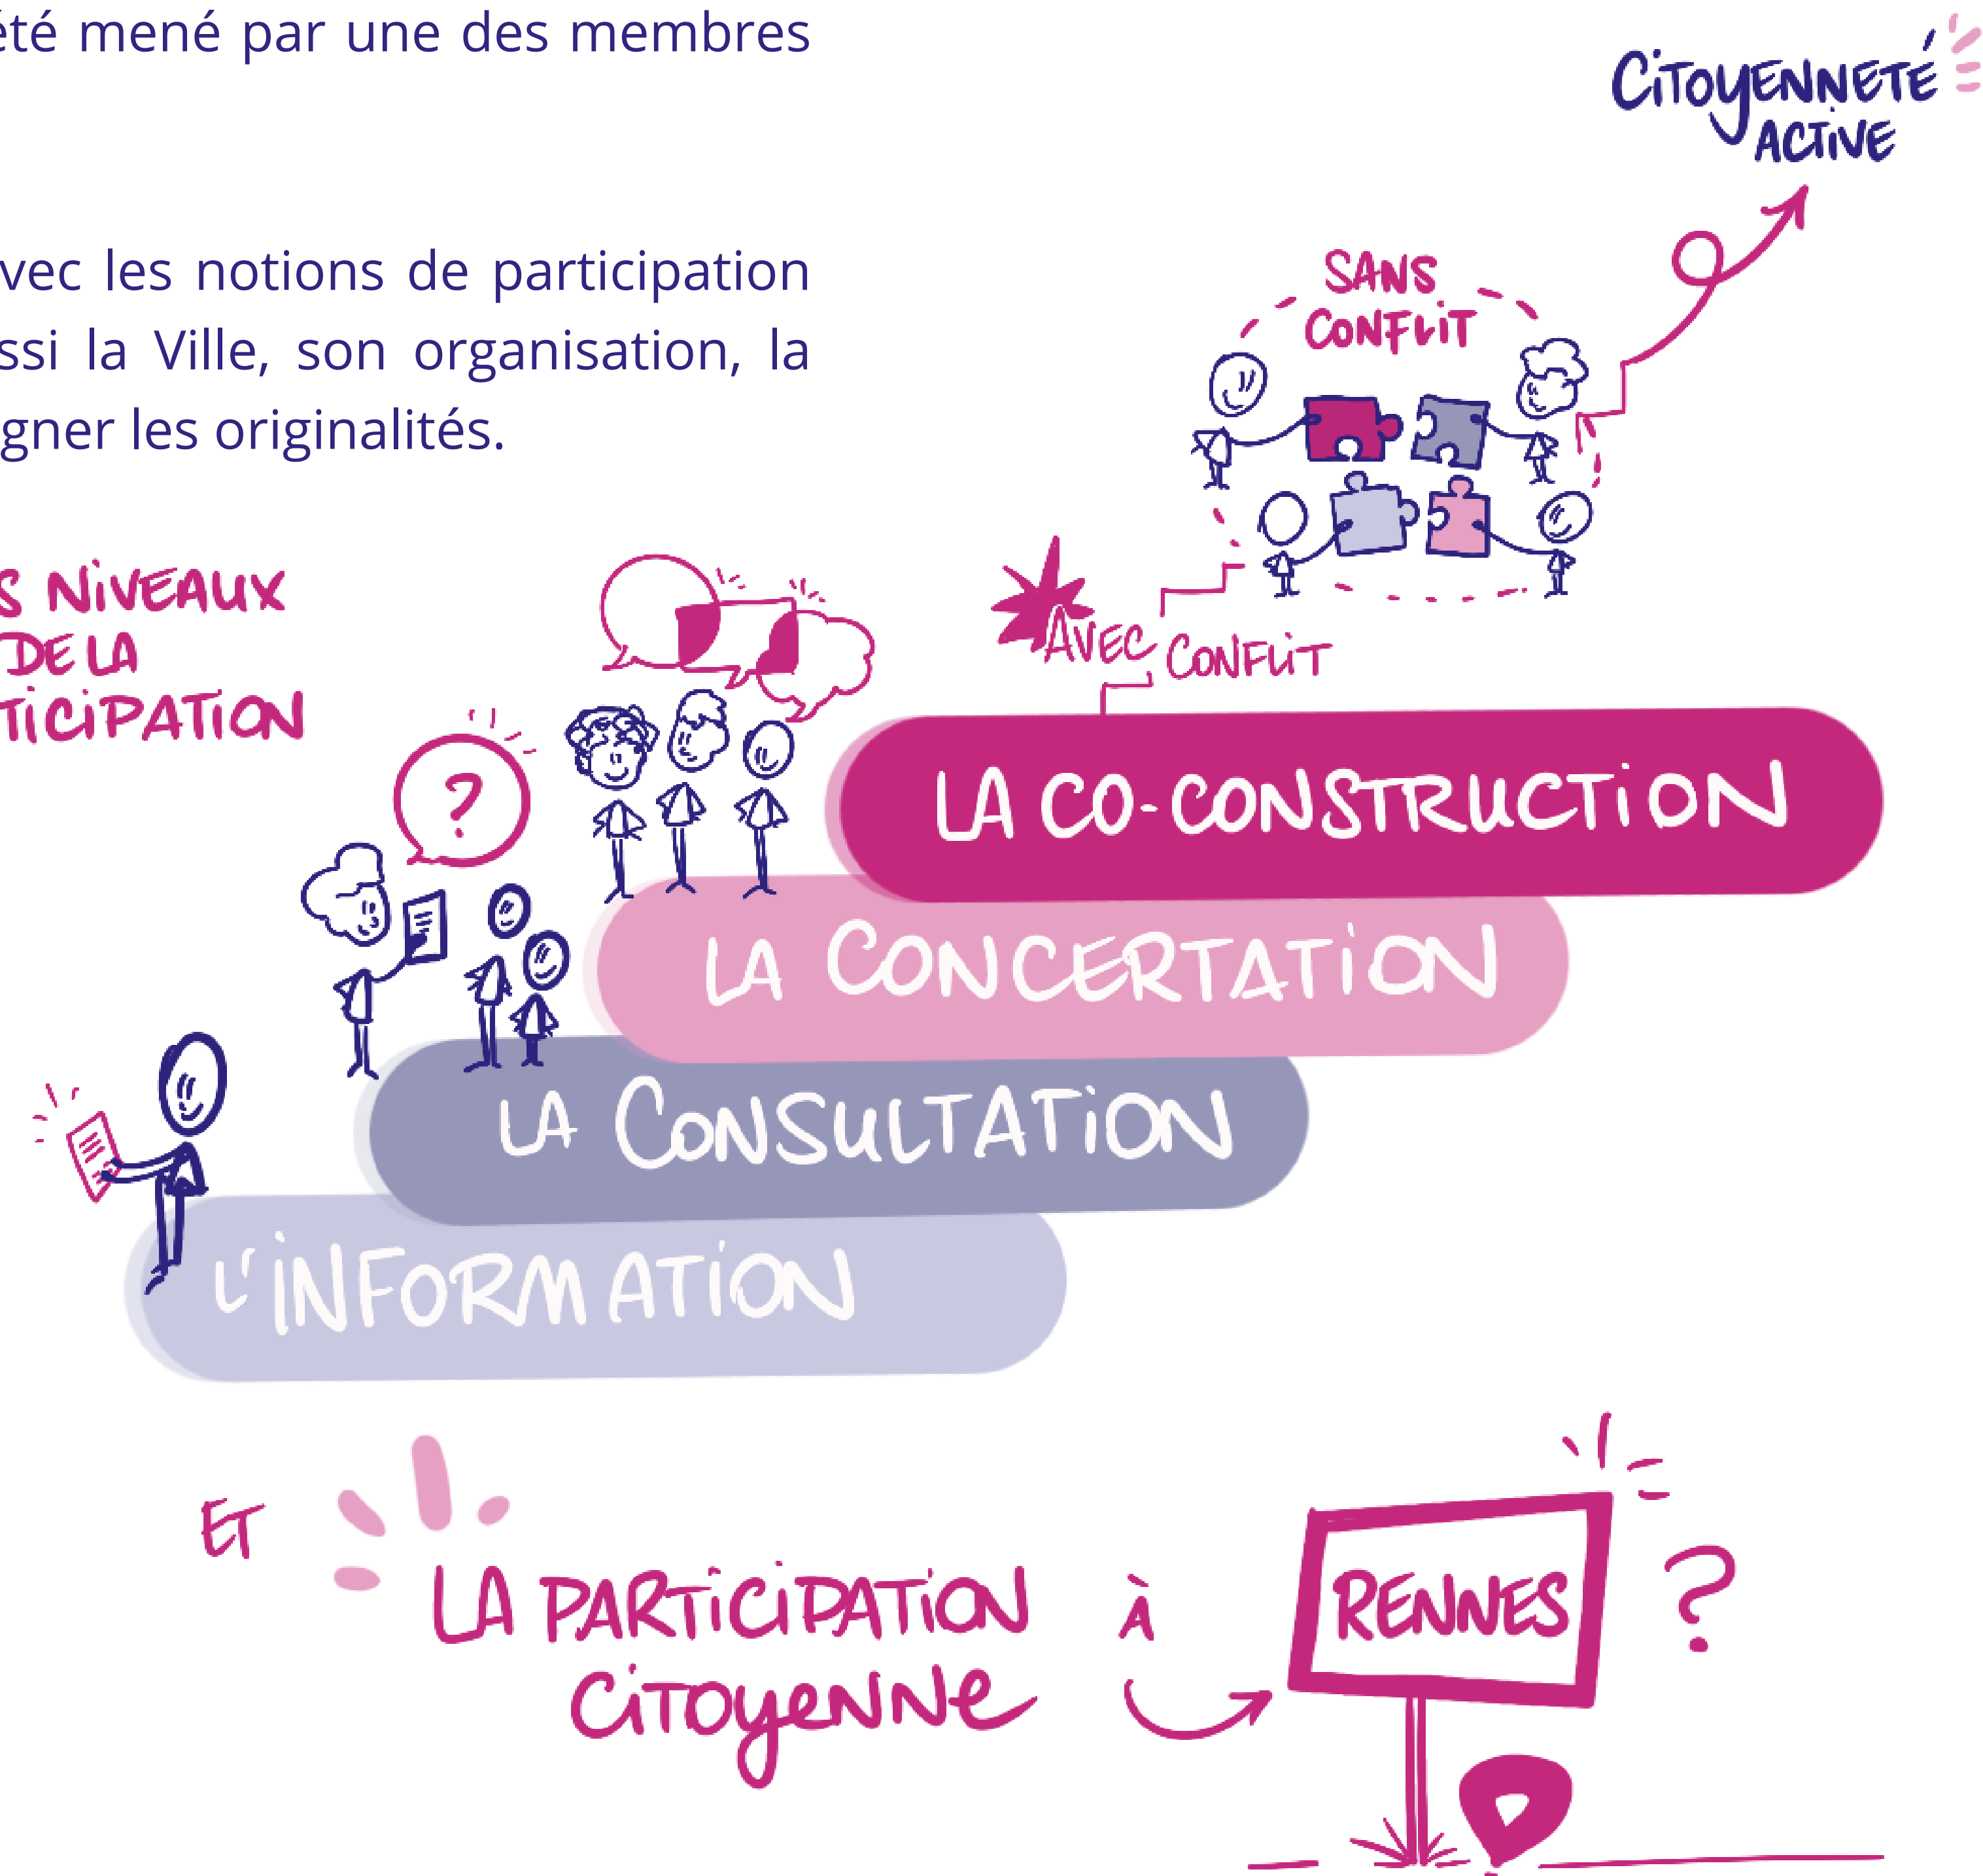 été mené par une des membres
avec les notions de participation
ssi la Ville, son organisation, la
gner les originalités.
CITOYENNETÉ
ACTIVE
SANS
CONFLIT
AVEC CONFLIT
S NIVEAUX
DE LA
TICIPATION
?
LA CO-CONSTRUCTION
LA CONCERTATION
LA CONSULTATION
L'INFORMATION
ET
LA PARTICIPATION
CITOYENNE
À
RENNES ?